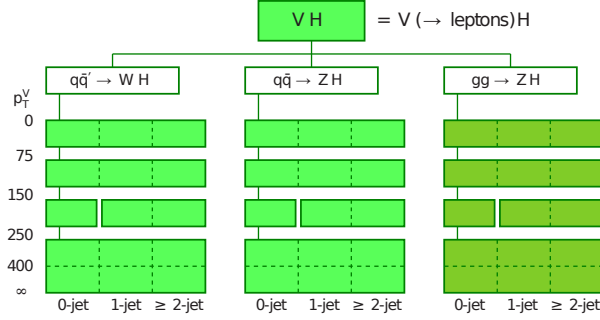 V H = V (→ leptons)H
qq̄′ → W H qq̄ → Z H gg → Z H
p_T^V
0
75
150
250
400
∞
0-jet 1-jet ≥ 2-jet 0-jet 1-jet ≥ 2-jet 0-jet 1-jet ≥ 2-jet